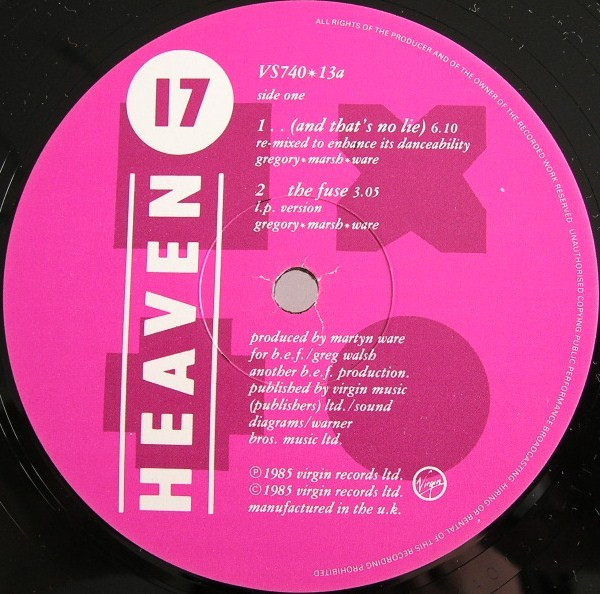 17
HEAVEN
VS740*13a
side one
1 . . (and that's no lie) 6.10
re-mixed to enhance its danceability
gregory*marsh*ware
2 the fuse 3.05
l.p. version
gregory*marsh*ware
produced by martyn ware
for b.e.f./greg walsh
another b.e.f. production.
published by virgin music
(publishers) ltd./sound
diagrams/warner
bros. music ltd.
℗ 1985 virgin records ltd.
© 1985 virgin records ltd.
manufactured in the u.k.
Virgin
ALL RIGHTS OF THE PRODUCER AND OF THE OWNER OF THE RECORDED WORK RESERVED · UNAUTHORISED COPYING PUBLIC PERFORMANCE BROADCASTING HIRING OR RENTAL OF THIS RECORDING PROHIBITED